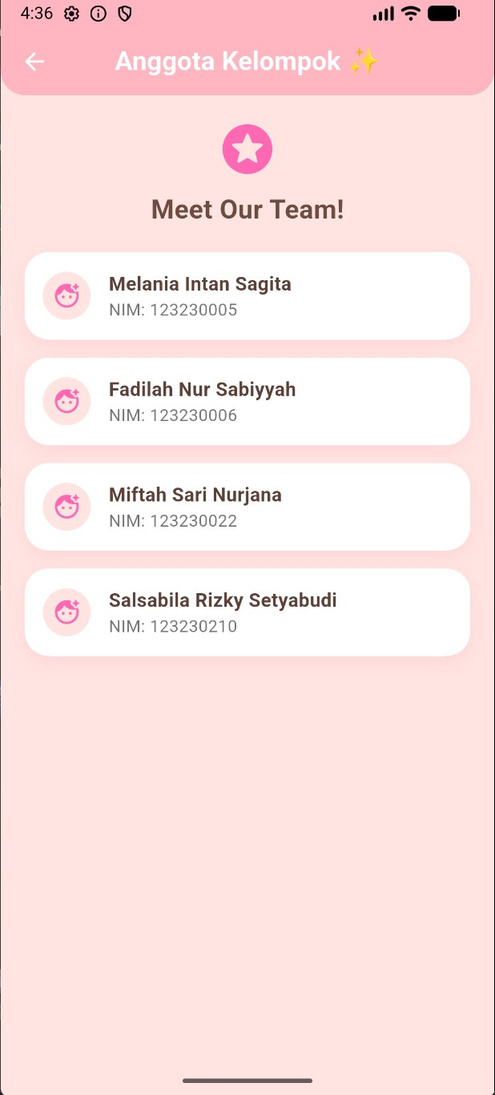 4:36
Anggota Kelompok ✨
Meet Our Team!
Melania Intan Sagita
NIM: 123230005
Fadilah Nur Sabiyyah
NIM: 123230006
Miftah Sari Nurjana
NIM: 123230022
Salsabila Rizky Setyabudi
NIM: 123230210